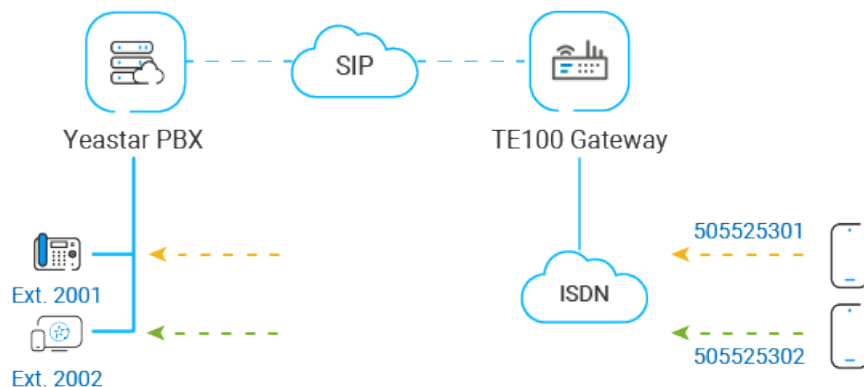 SIP
Yeastar PBX
TE100 Gateway
505525301
Ext. 2001
ISDN
505525302
Ext. 2002